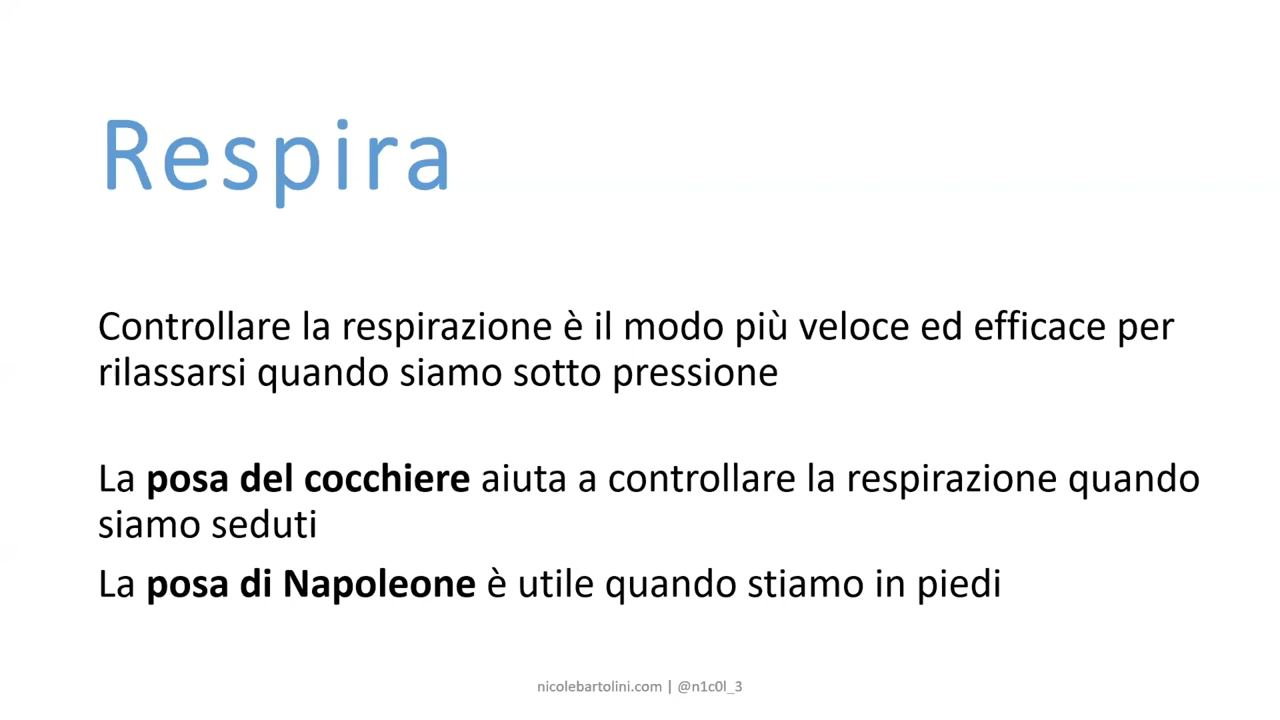 Respira
Controllare la respirazione è il modo più veloce ed efficace per
rilassarsi quando siamo sotto pressione
La posa del cocchiere aiuta a controllare la respirazione quando
siamo seduti
La posa di Napoleone è utile quando stiamo in piedi
nicolebartolini.com | @n1c0l_3